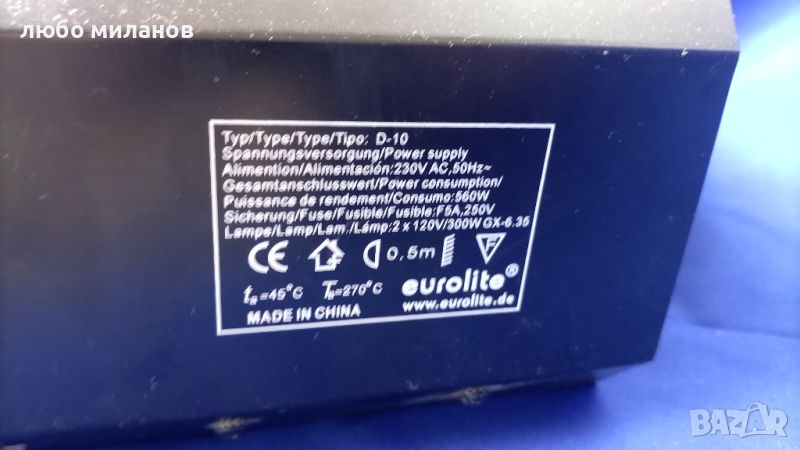 любо миланов
Typ/Type/Type/Tipo: D-10
Spannungsversorgung/Power supply
Alimention/Alimentación:230V AC,50Hz~
Gesamtanschlusswert/Power consumption/
Puissance de rendement/Consumo:560W
Sicherung/Fuse/Fusible/Fusible:F5A,250V
Lampe/Lamp/Lam./Lámp:2 x 120V/300W GX-6.35
CE 0,5m F
ta=45°C Ts=270°C eurolite®
www.eurolite.de
MADE IN CHINA
BAZAR